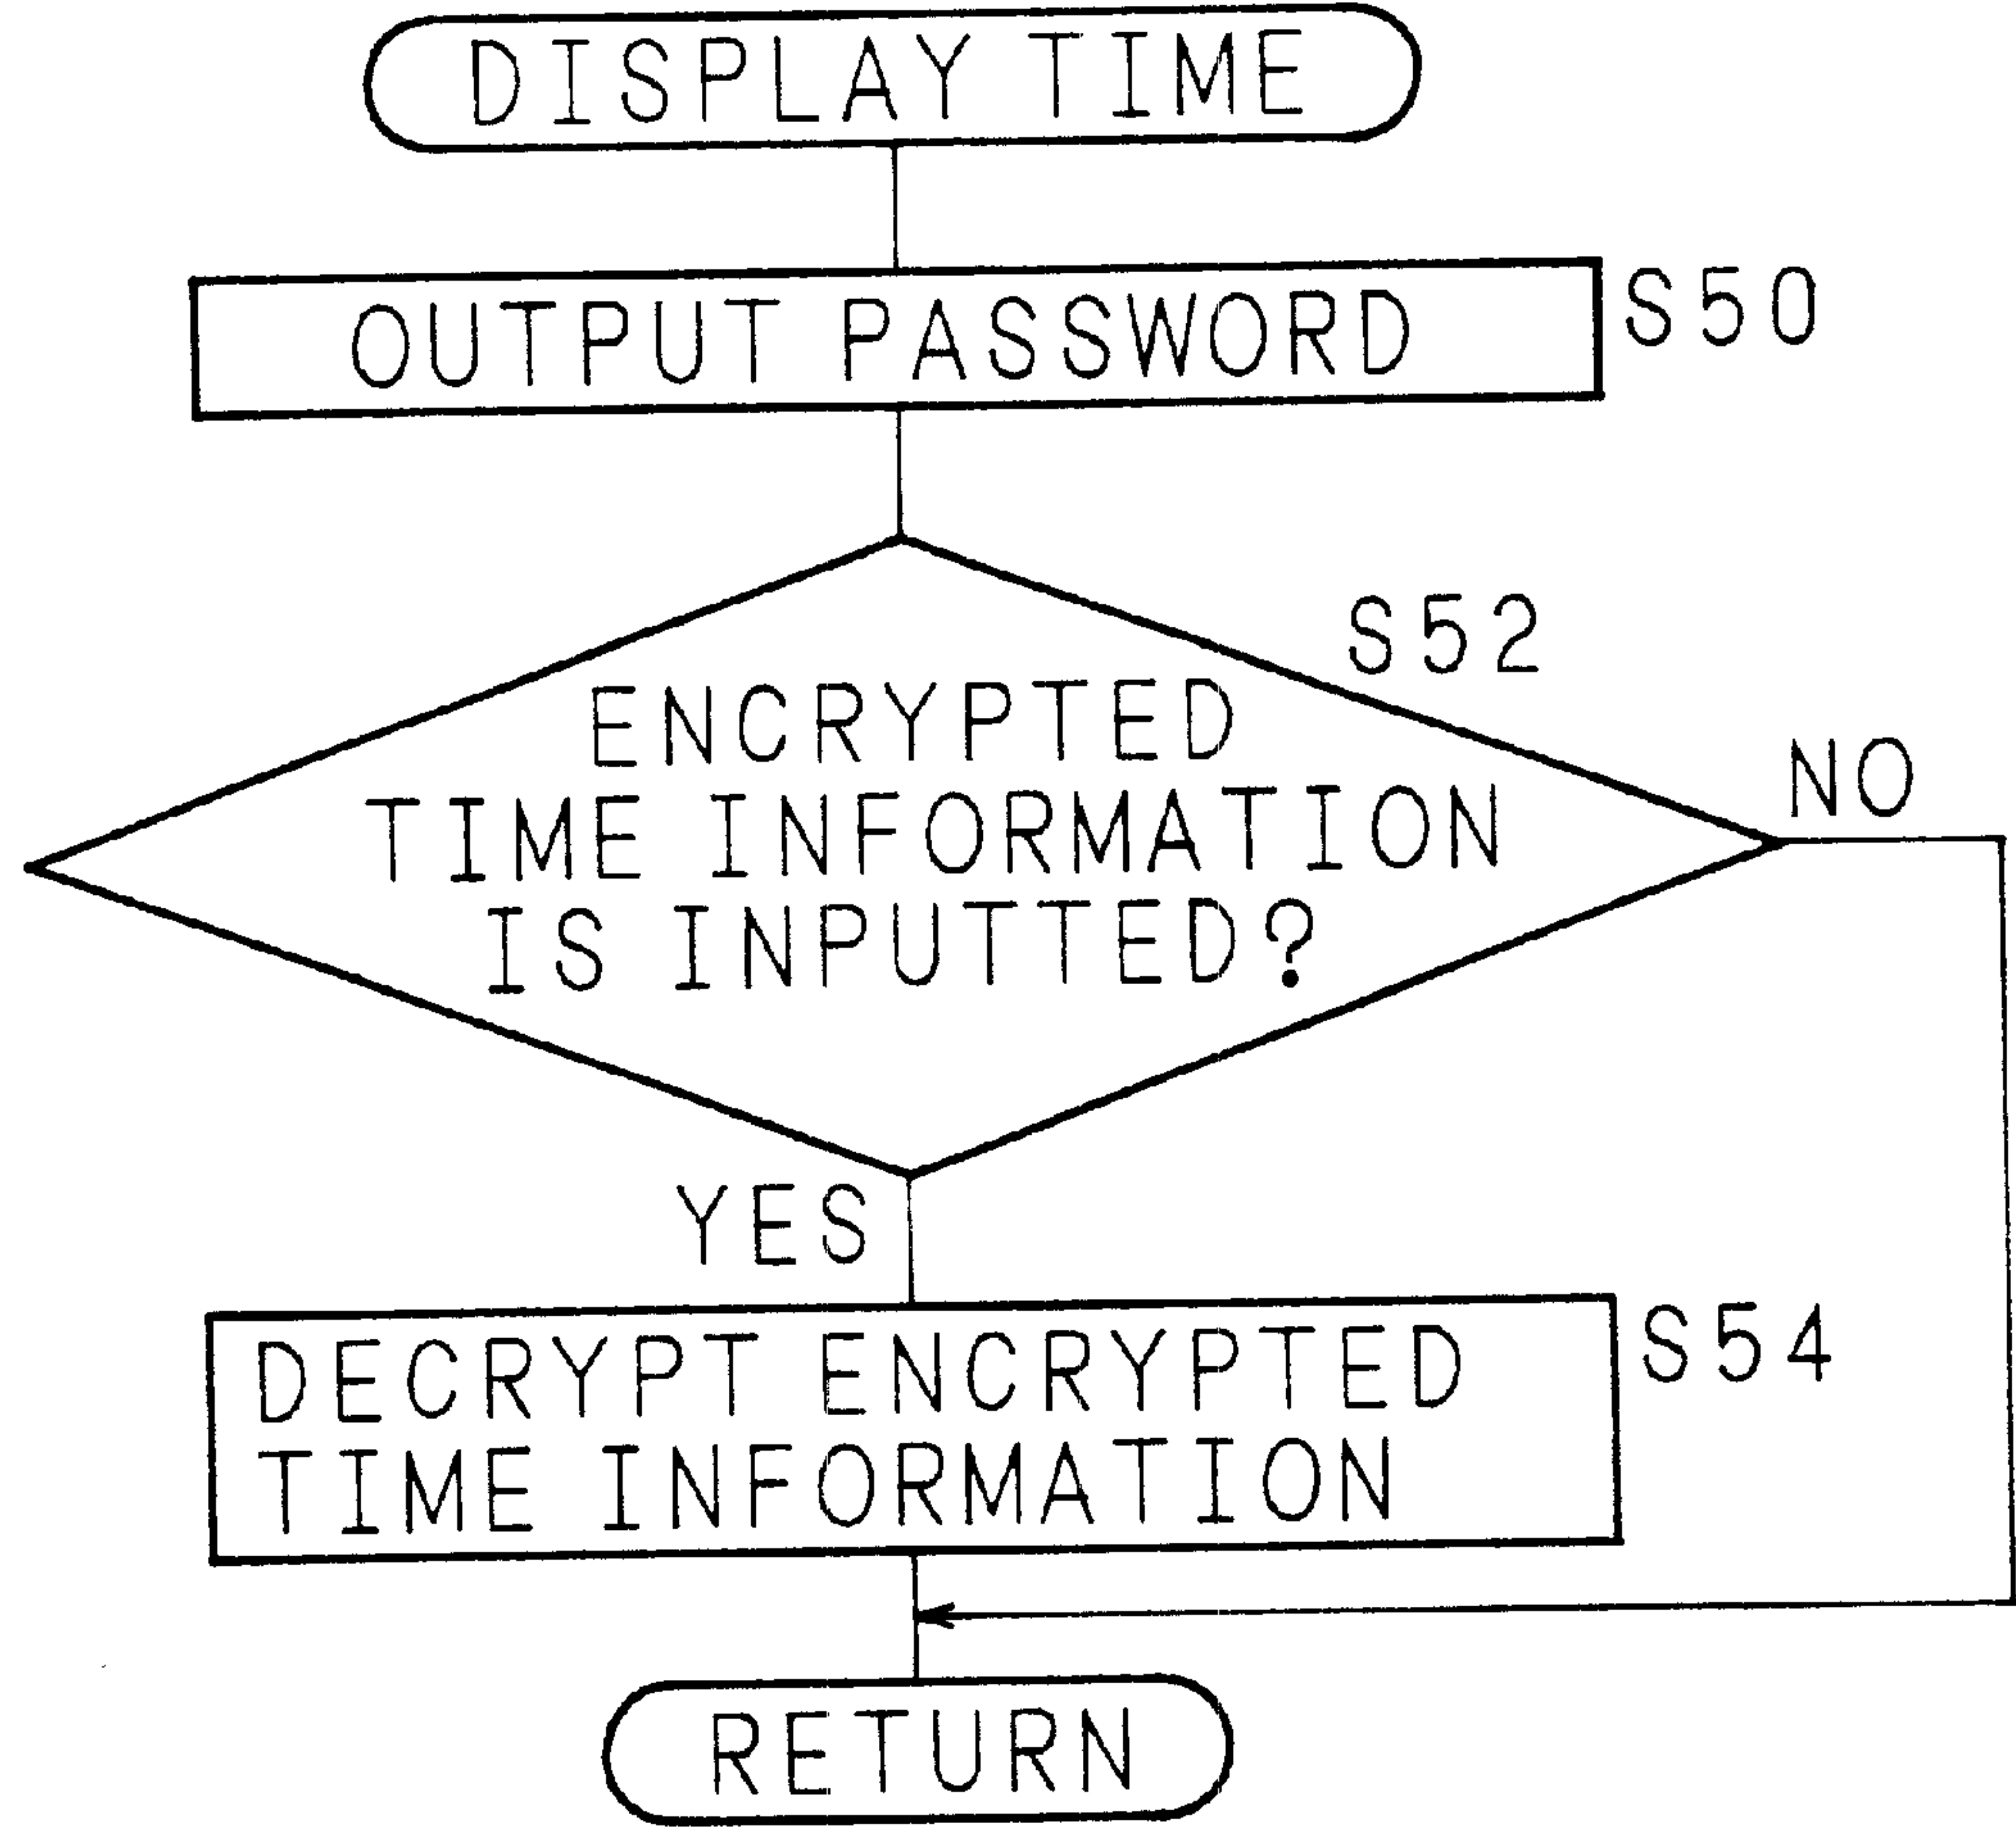 DISPLAY TIME
OUTPUT PASSWORD
S50
S52
ENCRYPTED
TIME INFORMATION
IS INPUTTED?
NO
YES
DECRYPT ENCRYPTED
TIME INFORMATION
S54
RETURN